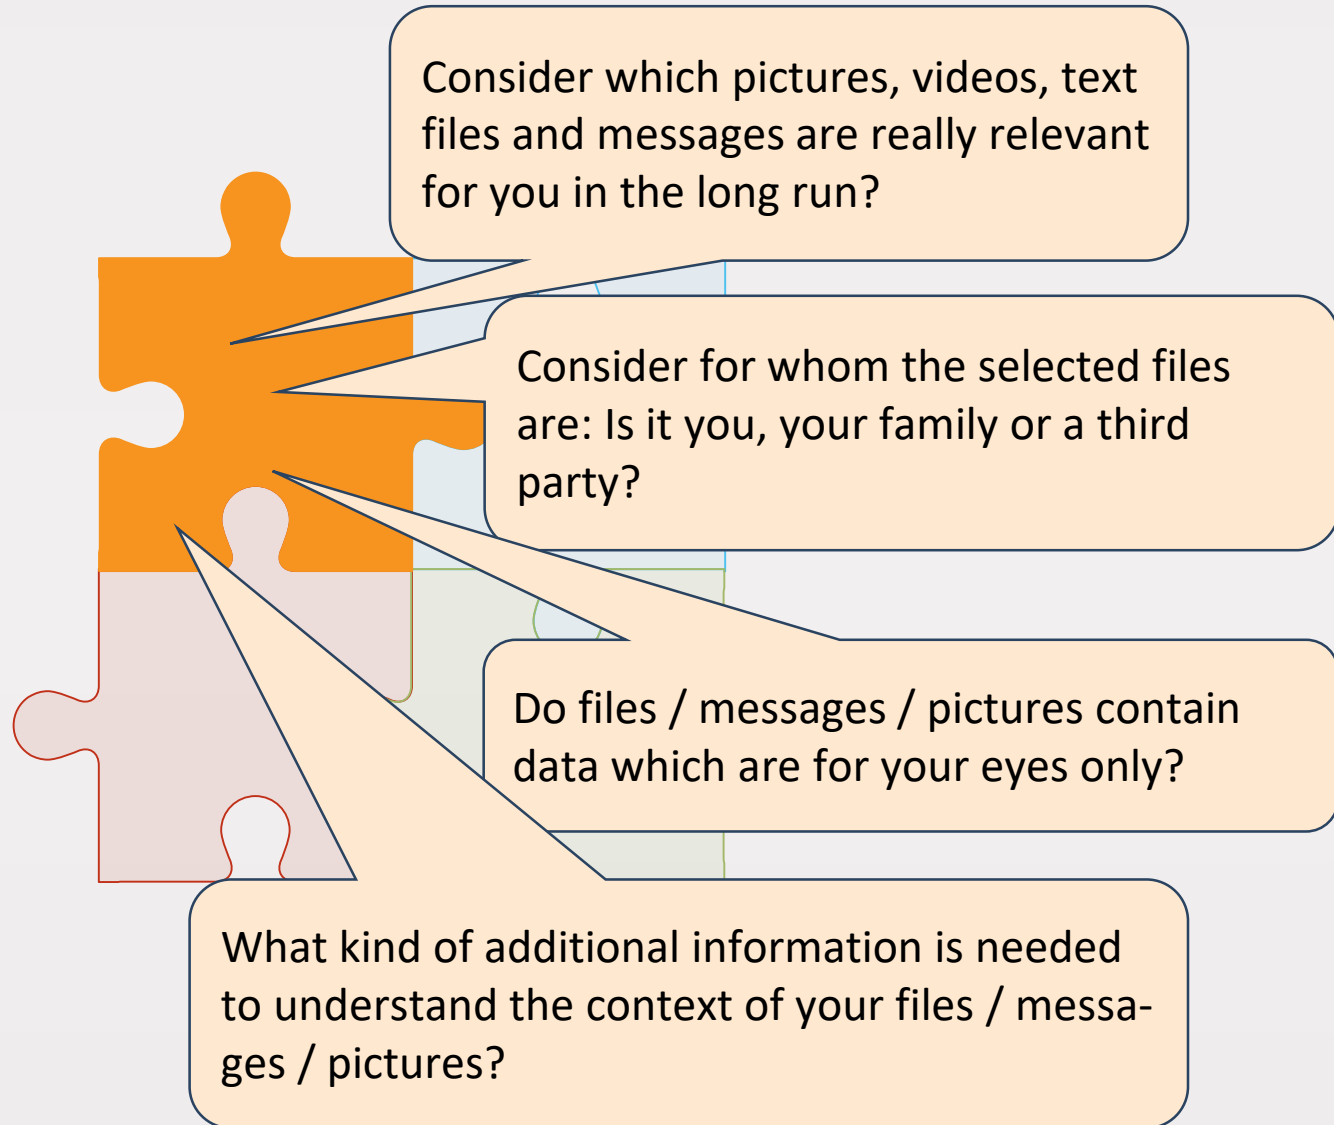 Consider which pictures, videos, text
files and messages are really relevant
for you in the long run?
Consider for whom the selected files
are: Is it you, your family or a third
party?
Do files / messages / pictures contain
data which are for your eyes only?
What kind of additional information is needed
to understand the context of your files / messa-
ges / pictures?